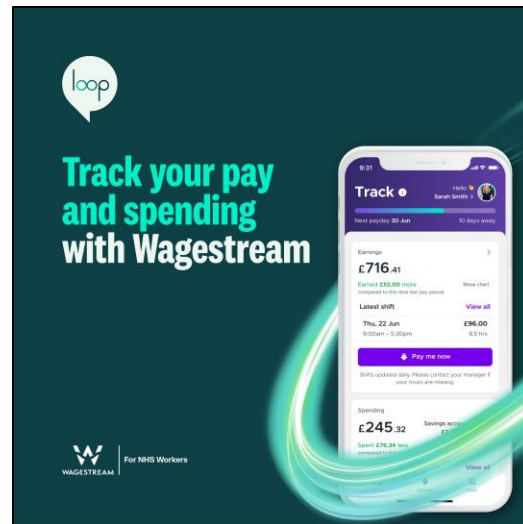 loop
Track your pay
and spending
with Wagestream
WAGESTREAM
For NHS Workers
9:31
Track
Hello
Sarah Smith >
Next payday 30 Jun
10 days away
Earnings
£716.41
Earned £52.00 more
Show chart
compared to this time last pay period
Latest shift
View all
Thu, 22 Jun
£96.00
9:00am – 5:30pm
8.5 hrs
Pay me now
Shifts updated daily. Please contact your manager if
your hours are missing.
Spending
£245.32
Savings
Spent £76.34 less
compared to
View all